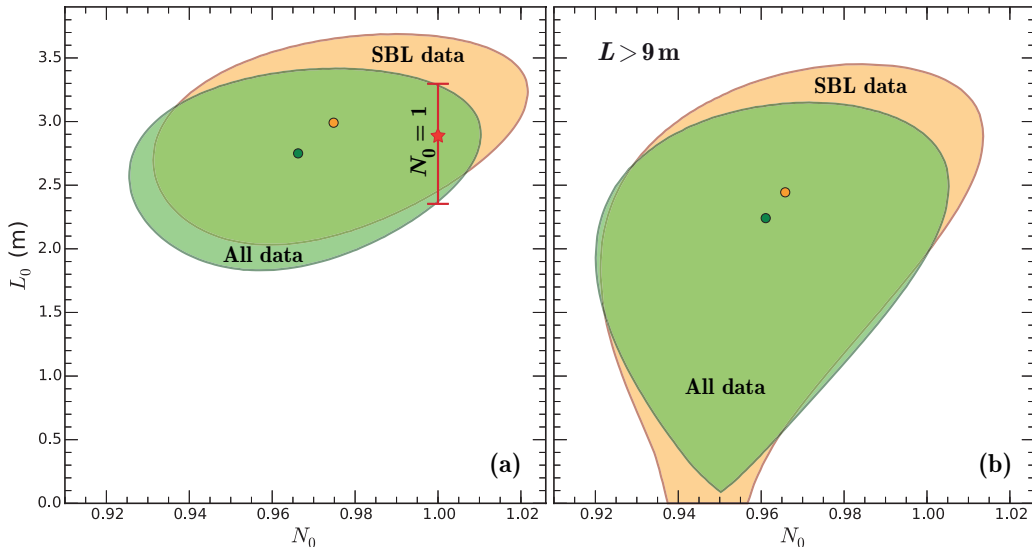 3.5
3.0
2.5
2.0
1.5
1.0
0.5
0.0
L₀ (m)
SBL data
N₀ = 1
All data
(a)
0.92 0.94 0.96 0.98 1.00 1.02
N₀
L > 9 m
SBL data
All data
(b)
0.92 0.94 0.96 0.98 1.00 1.02
N₀